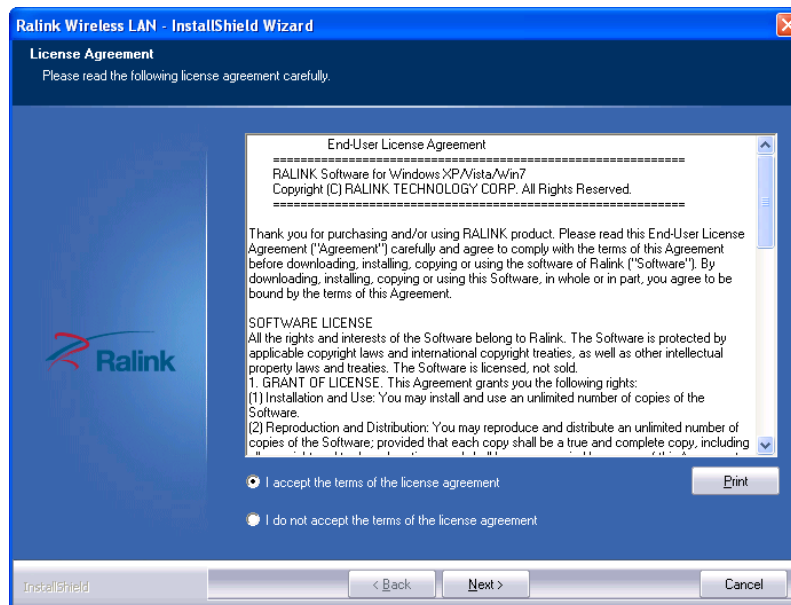 Ralink Wireless LAN - InstallShield Wizard
License Agreement
Please read the following license agreement carefully.
End-User License Agreement
=============================================================
RALINK Software for Windows XP/Vista/Win7
Copyright (C) RALINK TECHNOLOGY CORP. All Rights Reserved.
=============================================================
Thank you for purchasing and/or using RALINK product. Please read this End-User License
Agreement ("Agreement") carefully and agree to comply with the terms of this Agreement
before downloading, installing, copying or using the software of Ralink ("Software"). By
downloading, installing, copying or using this Software, in whole or in part, you agree to be
bound by the terms of this Agreement.
SOFTWARE LICENSE
All the rights and interests of the Software belong to Ralink. The Software is protected by
applicable copyright laws and international copyright treaties, as well as other intellectual
property laws and treaties. The Software is licensed, not sold.
1. GRANT OF LICENSE. This Agreement grants you the following rights:
(1) Installation and Use: You may install and use an unlimited number of copies of the
Software.
(2) Reproduction and Distribution: You may reproduce and distribute an unlimited number of
copies of the Software; provided that each copy shall be a true and complete copy, including
Ralink
I accept the terms of the license agreement
Print
I do not accept the terms of the license agreement
InstallShield
< Back
Next >
Cancel